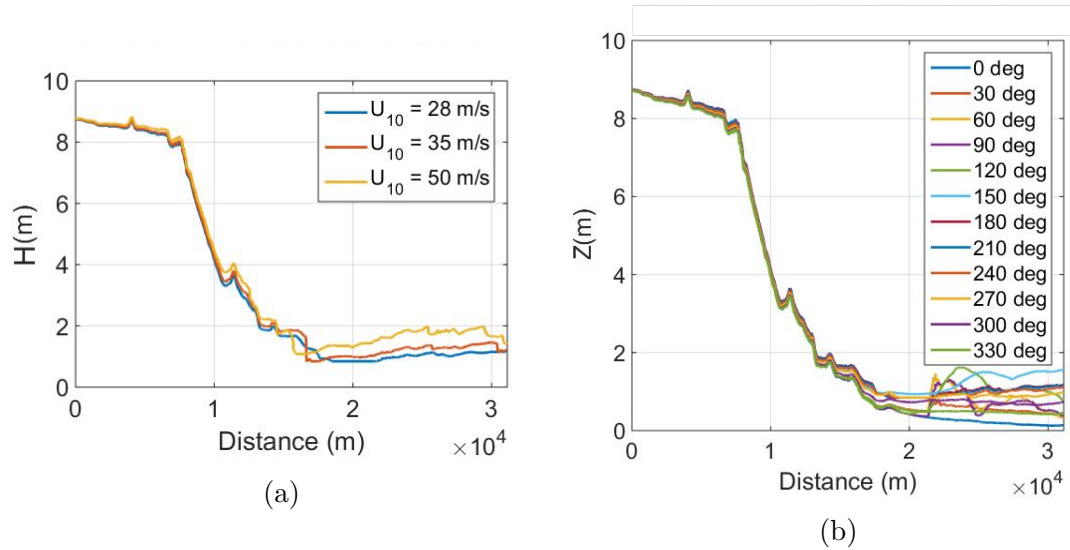 10
8
6
4
2
0
H(m)
U10 = 28 m/s
U10 = 35 m/s
U10 = 50 m/s
0 1 2 3
Distance (m)
×10^4
(a)
10
8
6
4
2
0
Z(m)
0 deg
30 deg
60 deg
90 deg
120 deg
150 deg
180 deg
210 deg
240 deg
270 deg
300 deg
330 deg
0 1 2 3
Distance (m)
×10^4
(b)